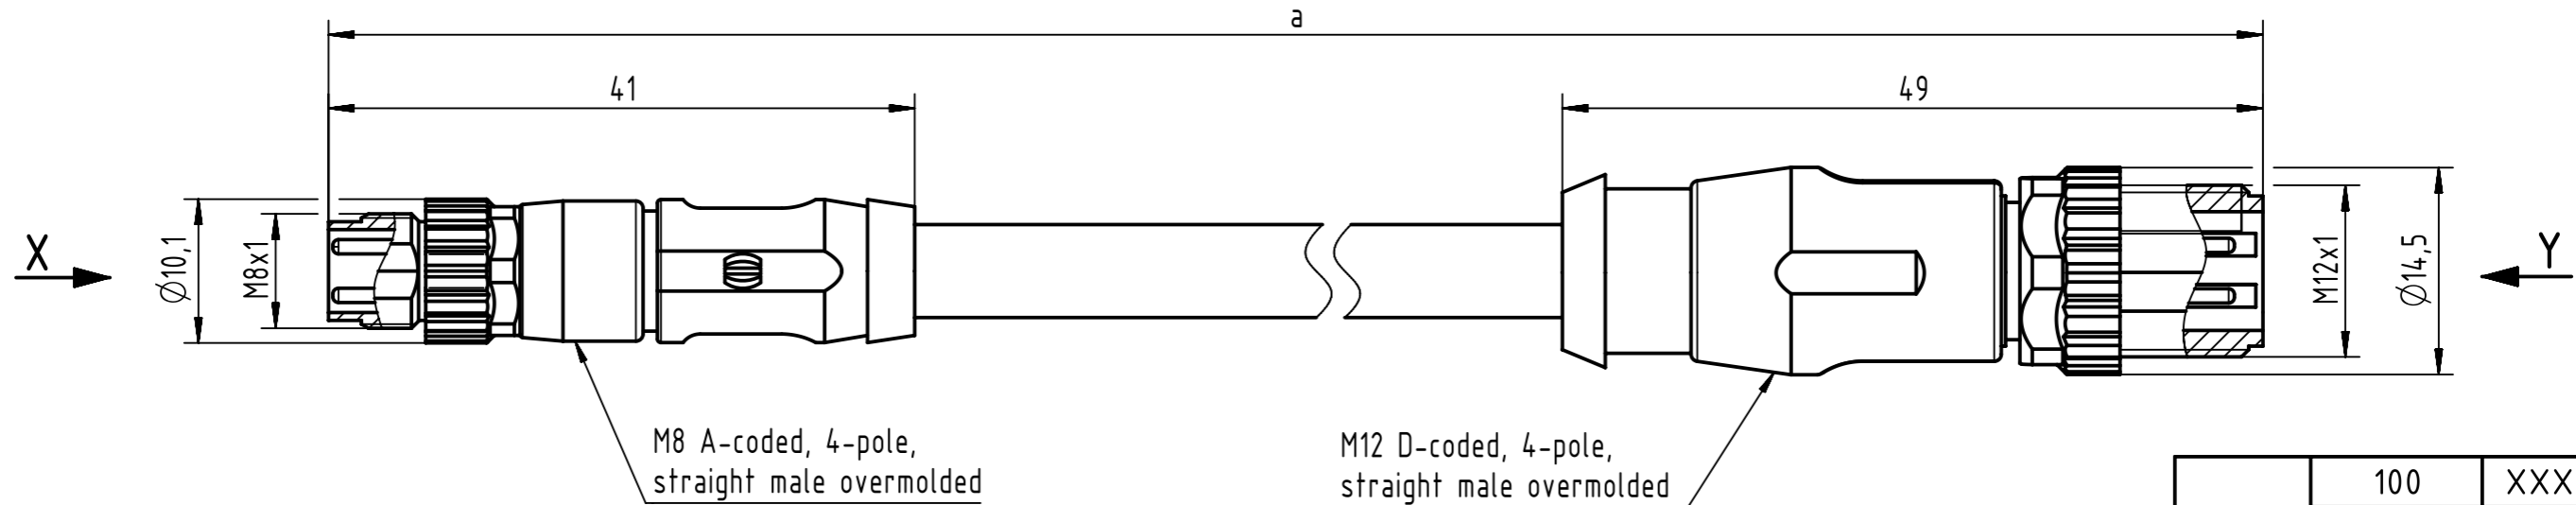 a
41
49
X
Ø10,1
M8x1
M12x1
Ø14,5
Y
M8 A-coded, 4-pole,
straight male overmolded
M12 D-coded, 4-pole,
straight male overmolded
100 XXX